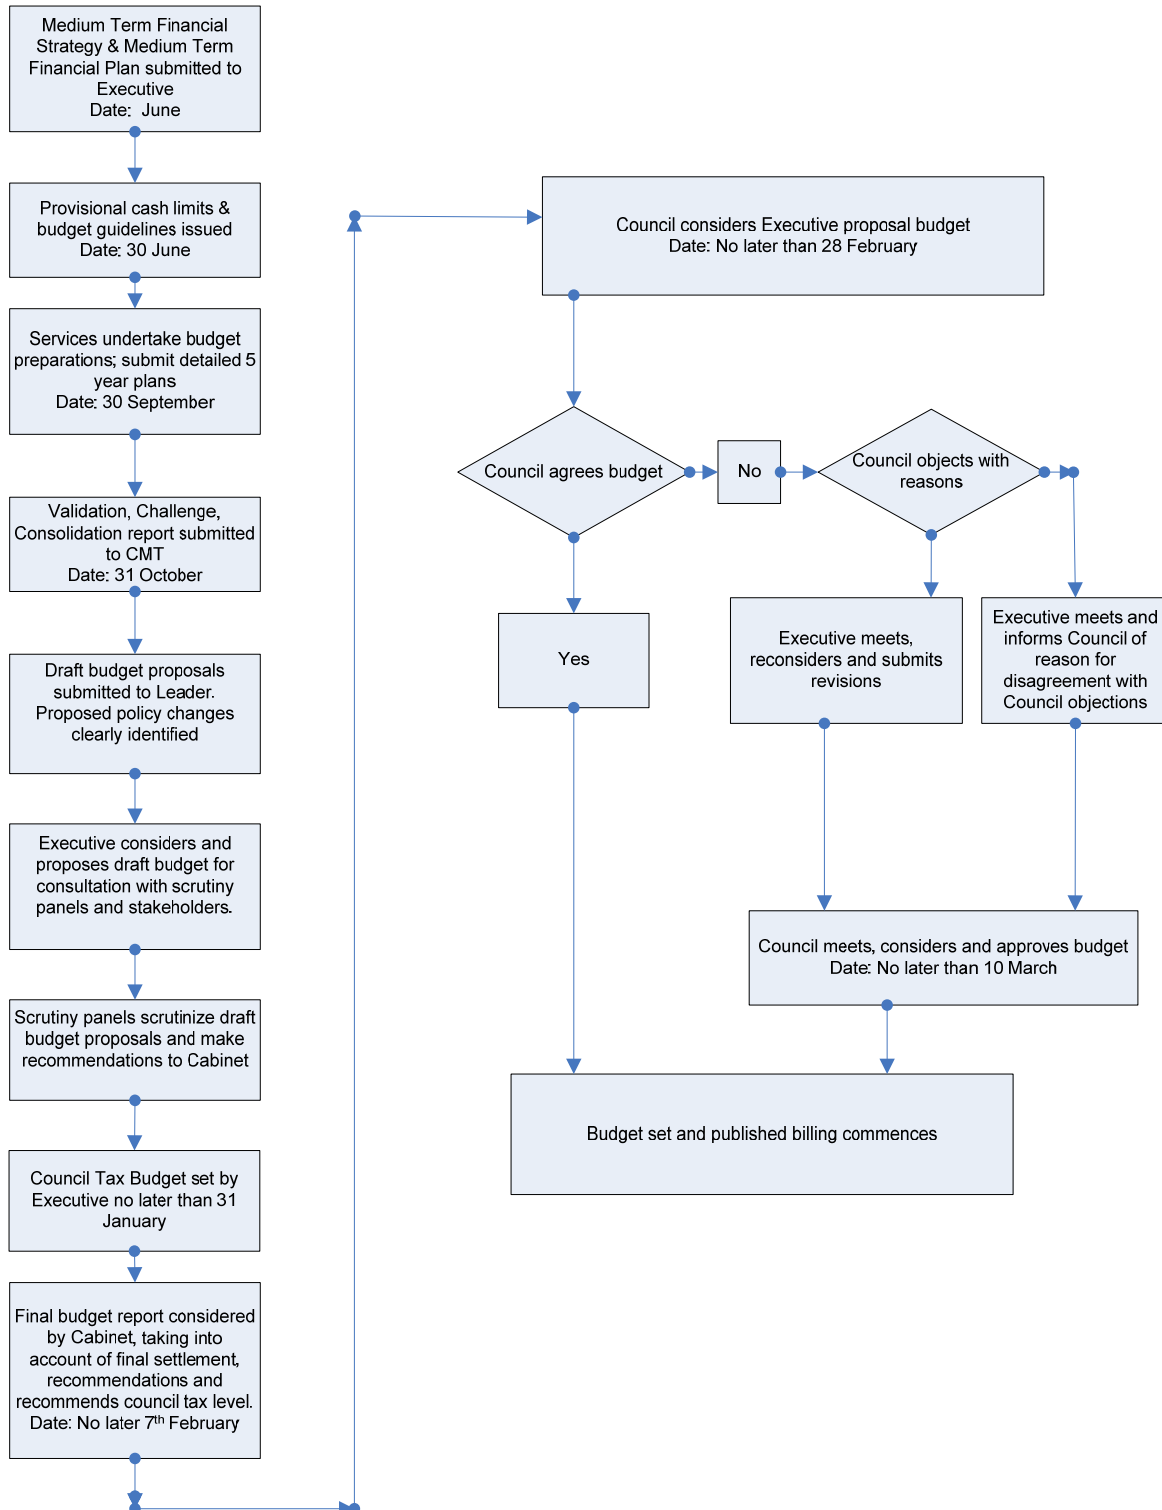 Medium Term Financial
Strategy & Medium Term
Financial Plan submitted to
Executive
Date:  June
Provisional cash limits &
budget guidelines issued
Date: 30 June
Services undertake budget
preparations; submit detailed 5
year plans
Date: 30 September
Validation, Challenge,
Consolidation report submitted
to CMT
Date: 31 October
Draft budget proposals
submitted to Leader.
Proposed policy changes
clearly identified
Executive considers and
proposes draft budget for
consultation with scrutiny
panels and stakeholders.
Scrutiny panels scrutinize draft
budget proposals and make
recommendations to Cabinet
Council Tax Budget set by
Executive no later than 31
January
Final budget report considered
by Cabinet, taking into
account of final settlement,
recommendations and
recommends council tax level.
Date: No later 7th February
Council considers Executive proposal budget
Date: No later than 28 February
Council agrees budget
No
Council objects with
reasons
Yes
Executive meets,
reconsiders and submits
revisions
Executive meets and
informs Council of
reason for
disagreement with
Council objections
Council meets, considers and approves budget
Date: No later than 10 March
Budget set and published billing commences